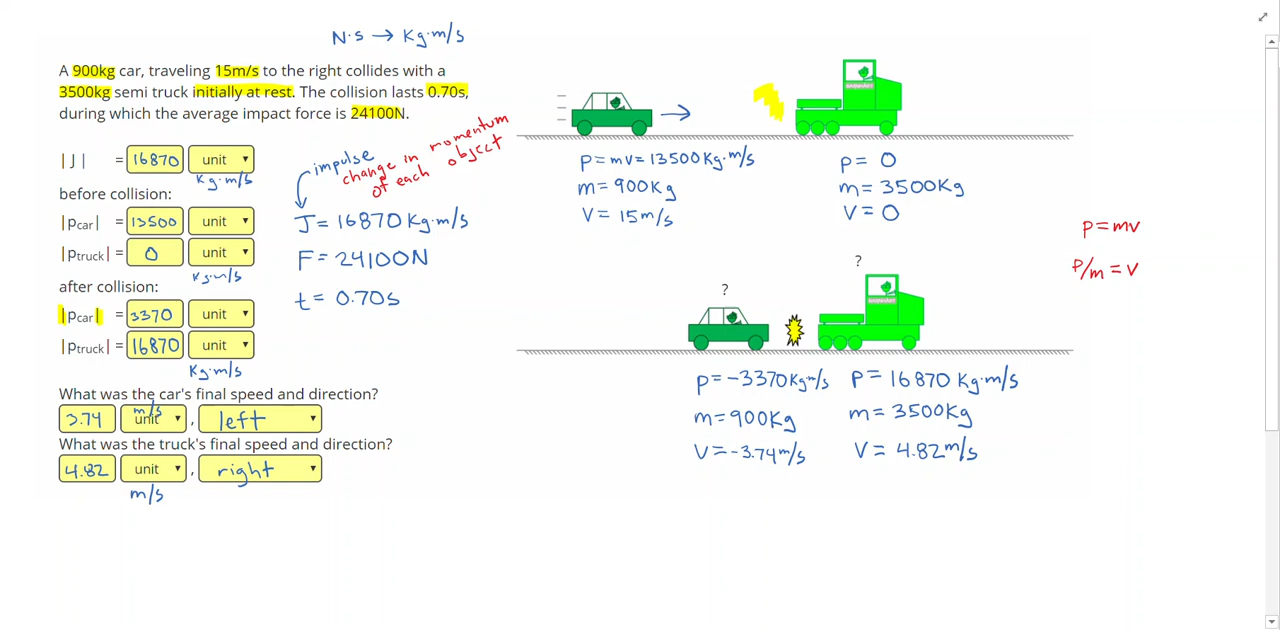 N·s → Kg·m/s
A 900kg car, traveling 15m/s to the right collides with a
3500kg semi truck initially at rest. The collision lasts 0.70s,
during which the average impact force is 24100N.
|J| = 16870 unit
Kg·m/s
before collision:
|pcar| = 13500 unit
|ptruck| = 0 unit
Kg·m/s
after collision:
|pcar| = 3370 unit
|ptruck| = 16870 unit
Kg·m/s
What was the car's final speed and direction?
3.74 unit m/s , left
What was the truck's final speed and direction?
4.82 unit , right
m/s
impulse
change in momentum
of each object
J = 16870 Kg·m/s
F = 24100N
t = 0.70s
P = mv = 13500 Kg·m/s
m = 900Kg
V = 15m/s
P = 0
m = 3500Kg
V = 0
P = mv
P/m = V
?
?
P = -3370 Kg m/s
m = 900Kg
V = -3.74 m/s
P = 16870 Kg·m/s
m = 3500Kg
V = 4.82 m/s